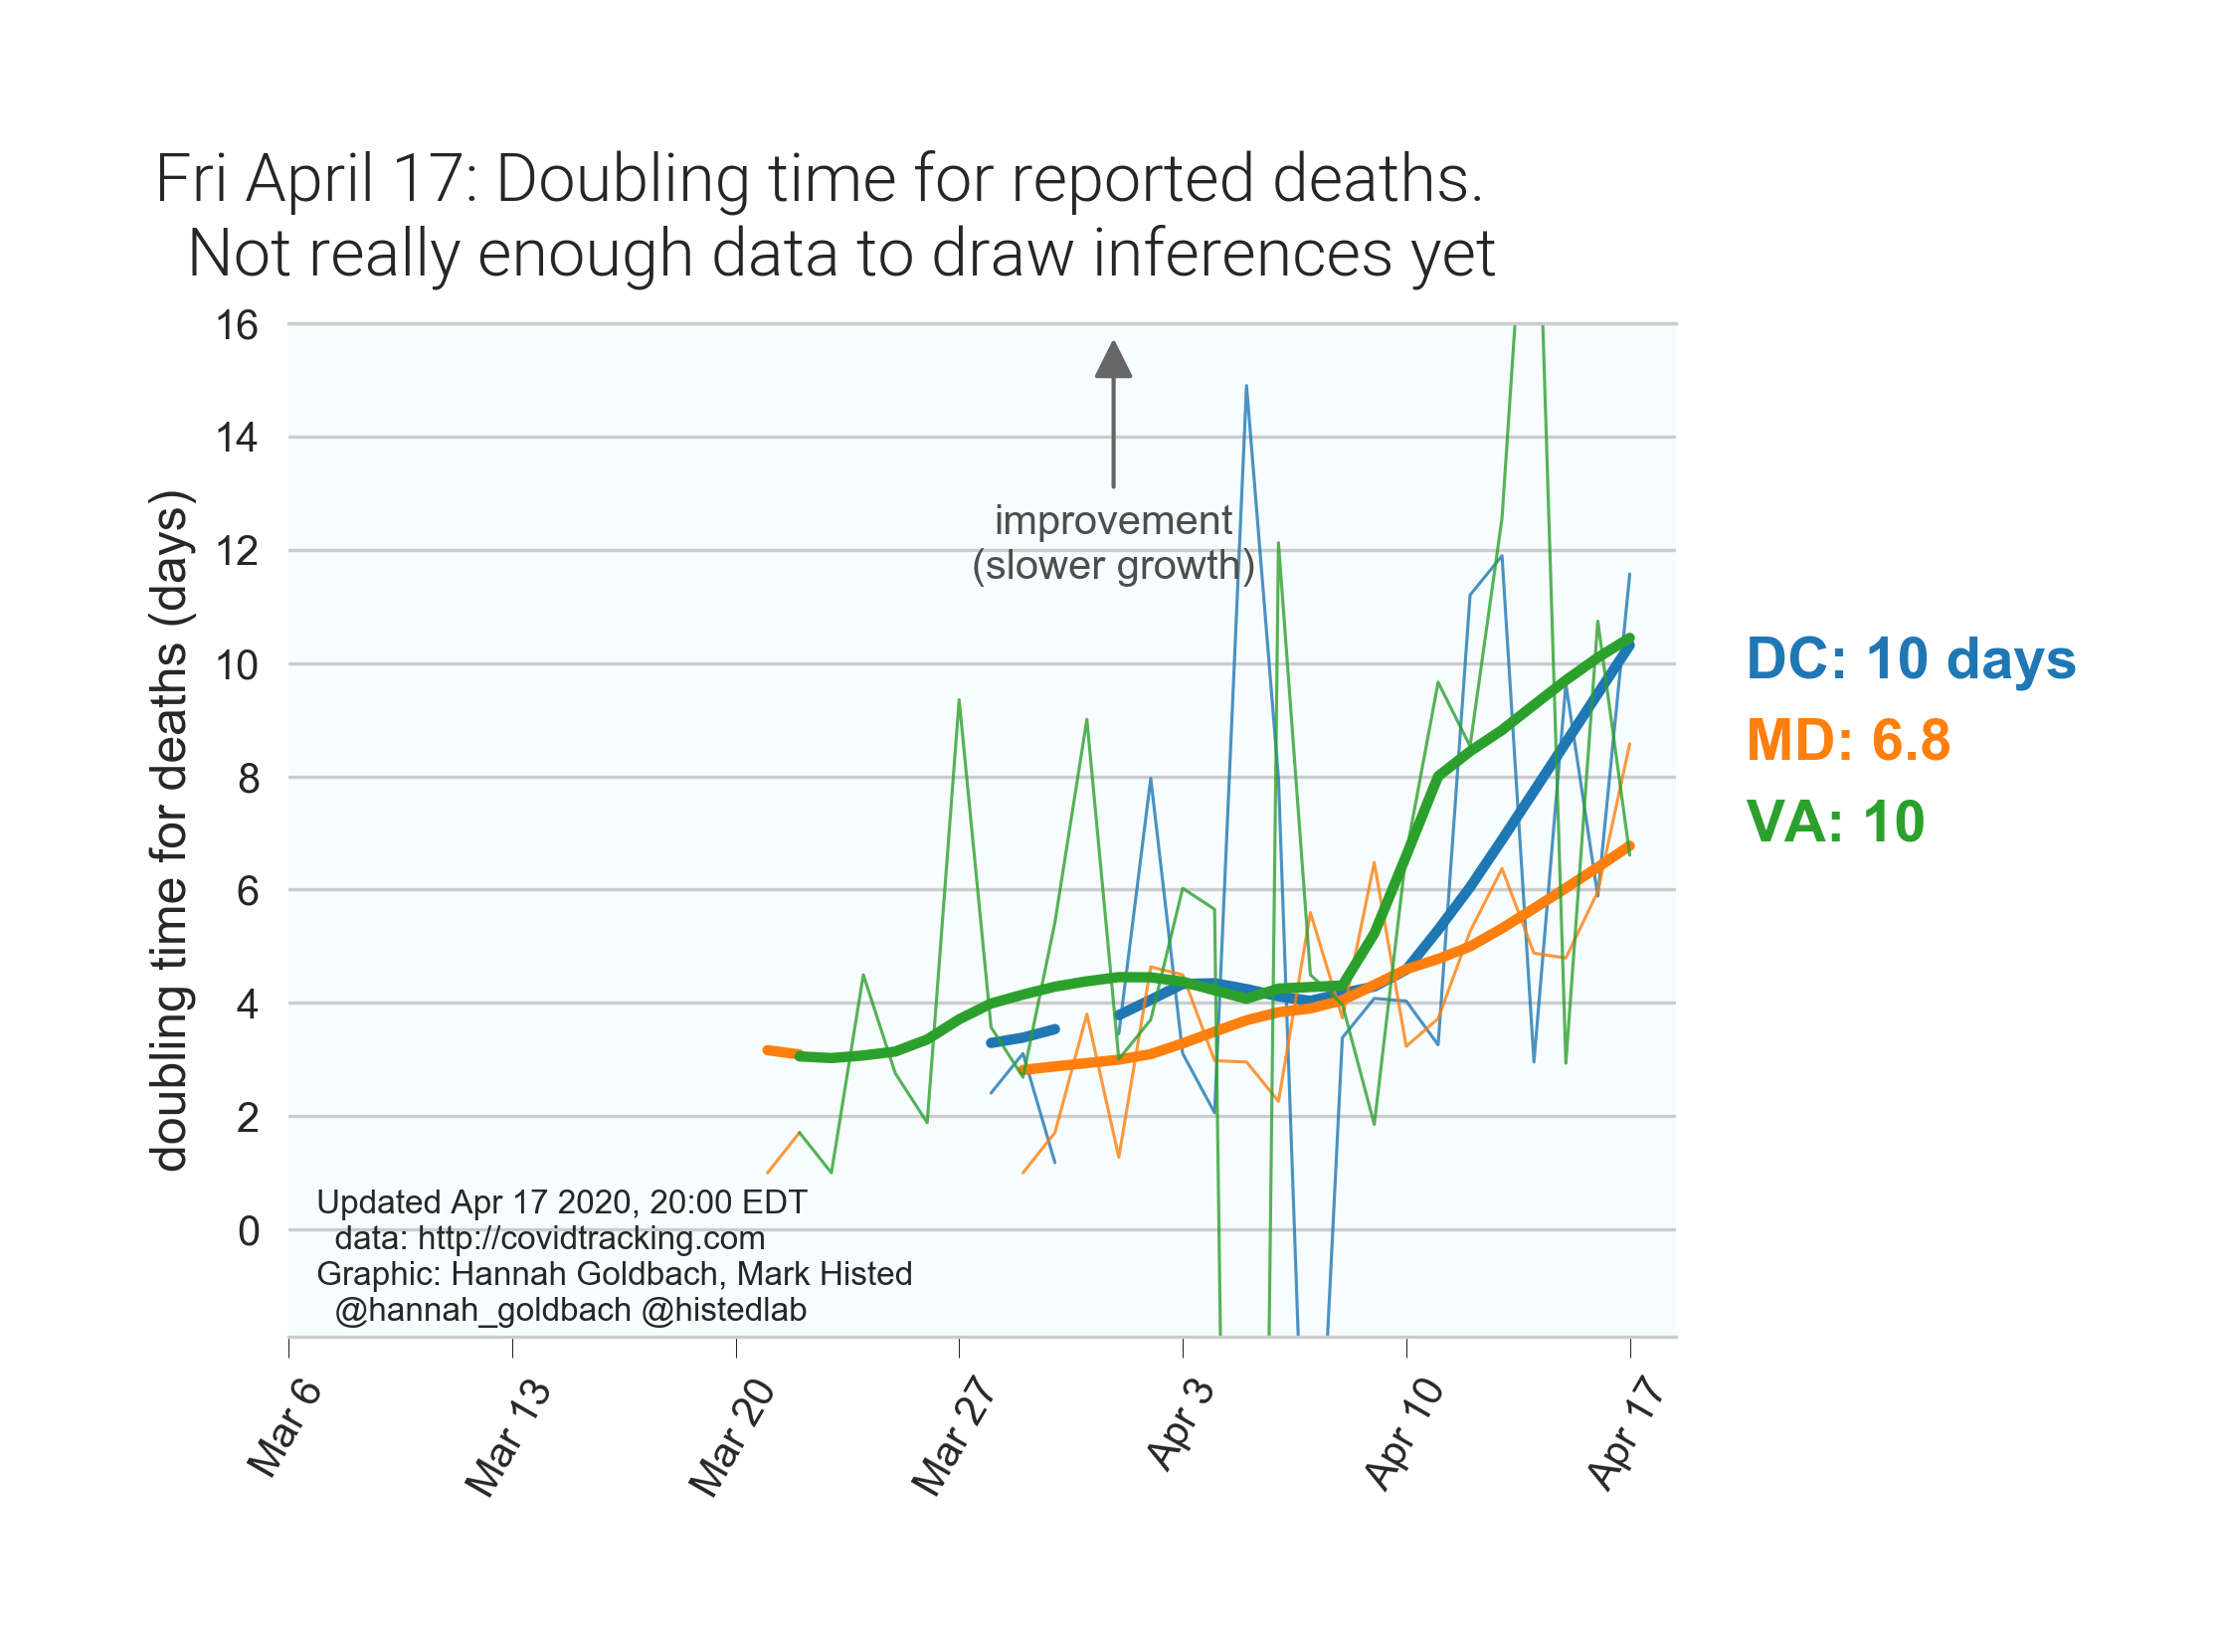 Fri April 17: Doubling time for reported deaths.
Not really enough data to draw inferences yet
16
14
12
10
8
6
4
2
0
doubling time for deaths (days)
improvement
(slower growth)
DC: 10 days
MD: 6.8
VA: 10
Updated Apr 17 2020, 20:00 EDT
data: http://covidtracking.com
Graphic: Hannah Goldbach, Mark Histed
@hannah_goldbach @histedlab
Mar 6
Mar 13
Mar 20
Mar 27
Apr 3
Apr 10
Apr 17